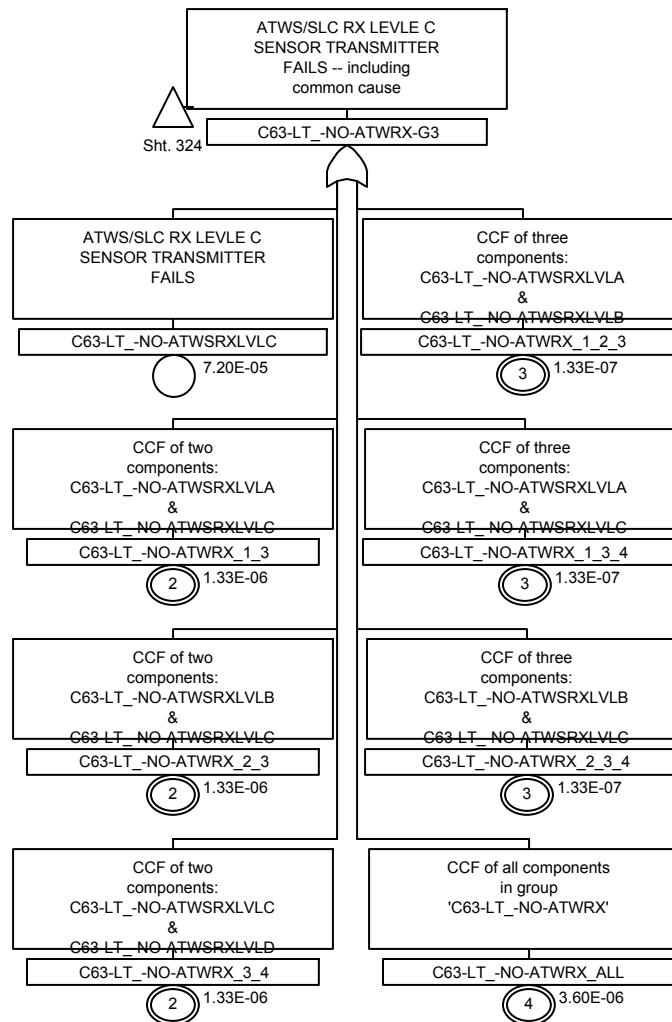 ATWS/SLC RX LEVLE C
SENSOR TRANSMITTER
FAILS -- including
common cause
Sht. 324
C63-LT_-NO-ATWRX-G3
ATWS/SLC RX LEVLE C
SENSOR TRANSMITTER
FAILS
C63-LT_-NO-ATWSRXLVLC
7.20E-05
CCF of three
components:
C63-LT_-NO-ATWSRXLVLA
&
C63-LT_-NO-ATWSRXLVLB
C63-LT_-NO-ATWRX_1_2_3
3
1.33E-07
CCF of two
components:
C63-LT_-NO-ATWSRXLVLA
&
C63-LT_-NO-ATWSRXLVLC
C63-LT_-NO-ATWRX_1_3
2
1.33E-06
CCF of three
components:
C63-LT_-NO-ATWSRXLVLA
&
C63-LT_-NO-ATWSRXLVLC
C63-LT_-NO-ATWRX_1_3_4
3
1.33E-07
CCF of two
components:
C63-LT_-NO-ATWSRXLVLB
&
C63-LT_-NO-ATWSRXLVLC
C63-LT_-NO-ATWRX_2_3
2
1.33E-06
CCF of three
components:
C63-LT_-NO-ATWSRXLVLB
&
C63-LT_-NO-ATWSRXLVLC
C63-LT_-NO-ATWRX_2_3_4
3
1.33E-07
CCF of two
components:
C63-LT_-NO-ATWSRXLVLC
&
C63-LT_-NO-ATWSRXLVLD
C63-LT_-NO-ATWRX_3_4
2
1.33E-06
CCF of all components
in group
'C63-LT_-NO-ATWRX'
C63-LT_-NO-ATWRX_ALL
4
3.60E-06